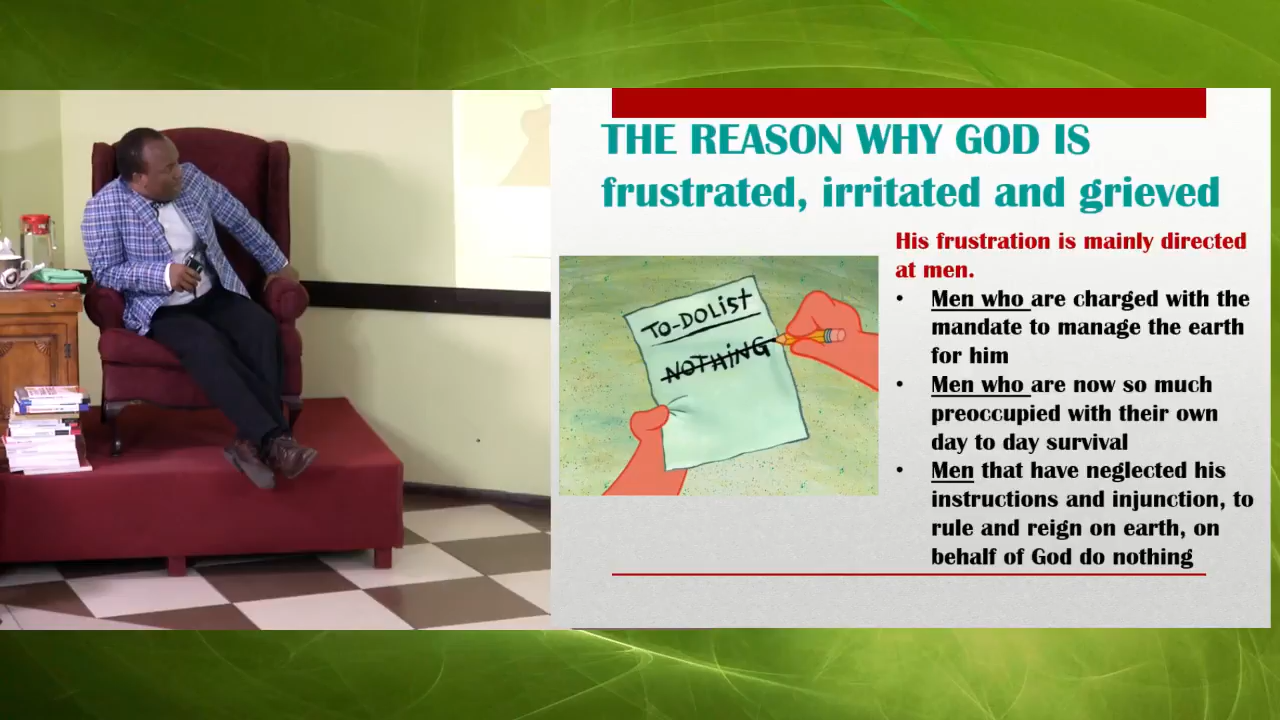 THE REASON WHY GOD IS
frustrated, irritated and grieved
His frustration is mainly directed
at men.
• Men who are charged with the
mandate to manage the earth
for him
• Men who are now so much
preoccupied with their own
day to day survival
• Men that have neglected his
instructions and injunction, to
rule and reign on earth, on
behalf of God do nothing
TO-DO LIST
NOTHING